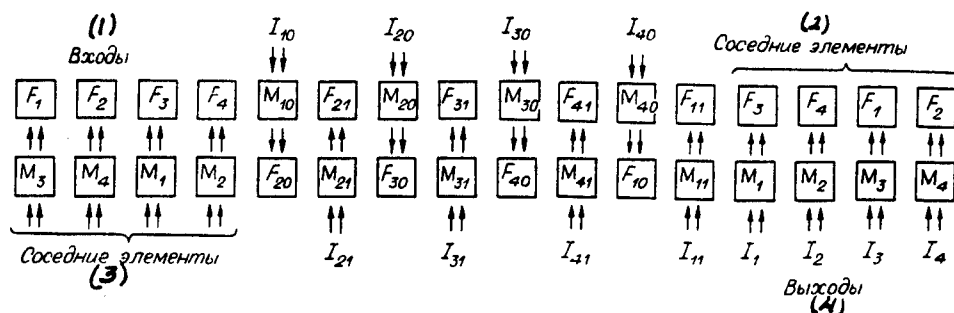 (1) I₁₀ I₂₀ I₃₀ I₄₀ (2)
Входы Соседние элементы
F₁ F₂ F₃ F₄ M₁₀ F₂₁ M₂₀ F₃₁ M₃₀ F₄₁ M₄₀ F₁₁ F₃ F₄ F₁ F₂
M₃ M₄ M₁ M₂ F₂₀ M₂₁ F₃₀ M₃₁ F₄₀ M₄₁ F₁₀ M₁₁ M₁ M₂ M₃ M₄
Соседние элементы I₂₁ I₃₁ I₄₁ I₁₁ I₁ I₂ I₃ I₄
(3) Выходы
(4)